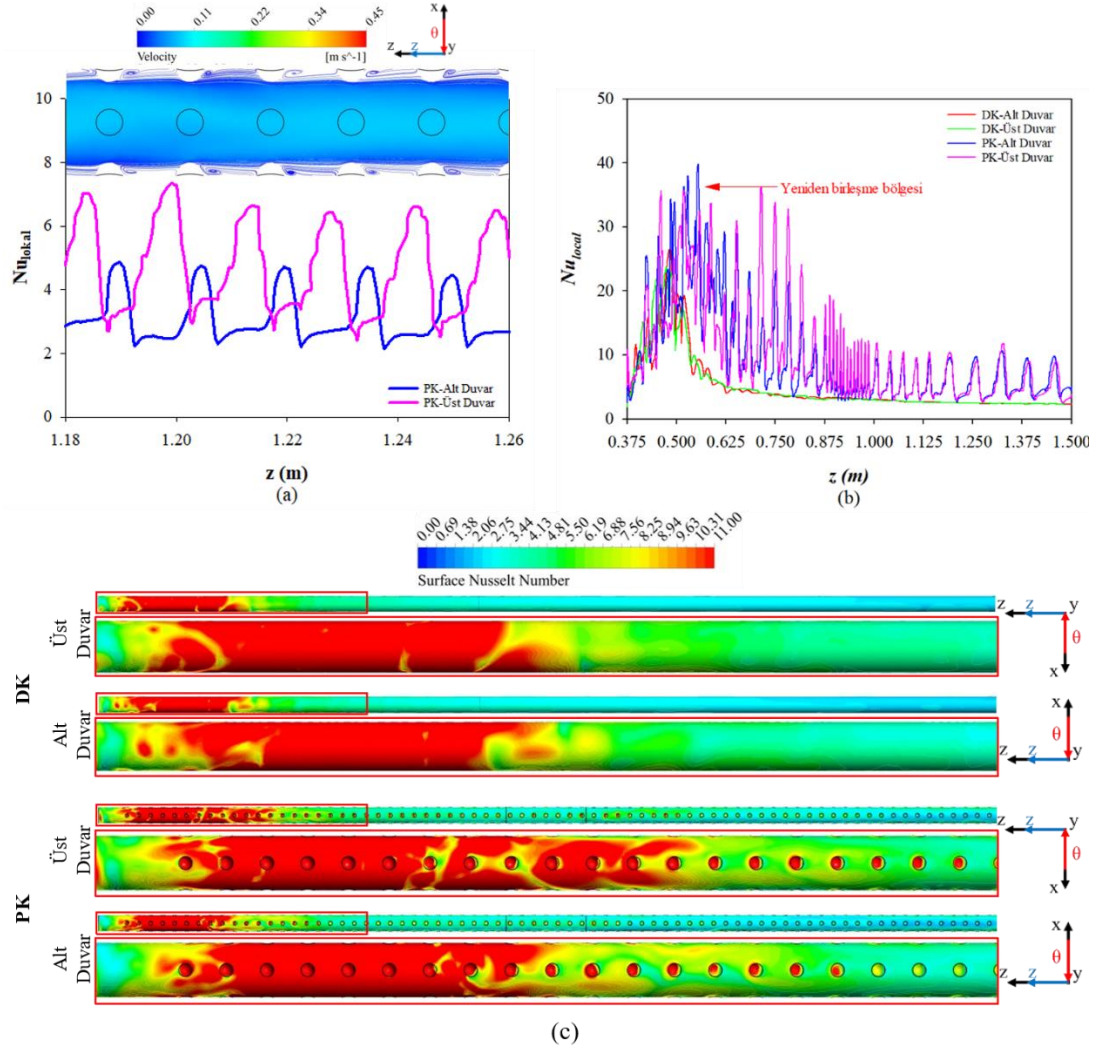 0.00 0.11 0.22 0.34 0.45
Velocity [m s^-1]
x
θ
z z y
10
8
6
4
2
0
Nulokal
PK-Alt Duvar
PK-Üst Duvar
1.18 1.20 1.22 1.24 1.26
z (m)
(a)
50
40
30
20
10
0
Nulocal
DK-Alt Duvar
DK-Üst Duvar
PK-Alt Duvar
PK-Üst Duvar
Yeniden birleşme bölgesi
0.375 0.500 0.625 0.750 0.875 1.000 1.125 1.250 1.375 1.500
z (m)
(b)
0.00 0.69 1.38 2.06 2.75 3.44 4.13 4.81 5.50 6.19 6.88 7.56 8.25 8.94 9.63 10.31 11.00
Surface Nusselt Number
DK
Üst
Duvar
z z y
θ
x
Alt
Duvar
x
θ
z z y
PK
Üst
Duvar
z z y
θ
x
Alt
Duvar
x
θ
z z y
(c)